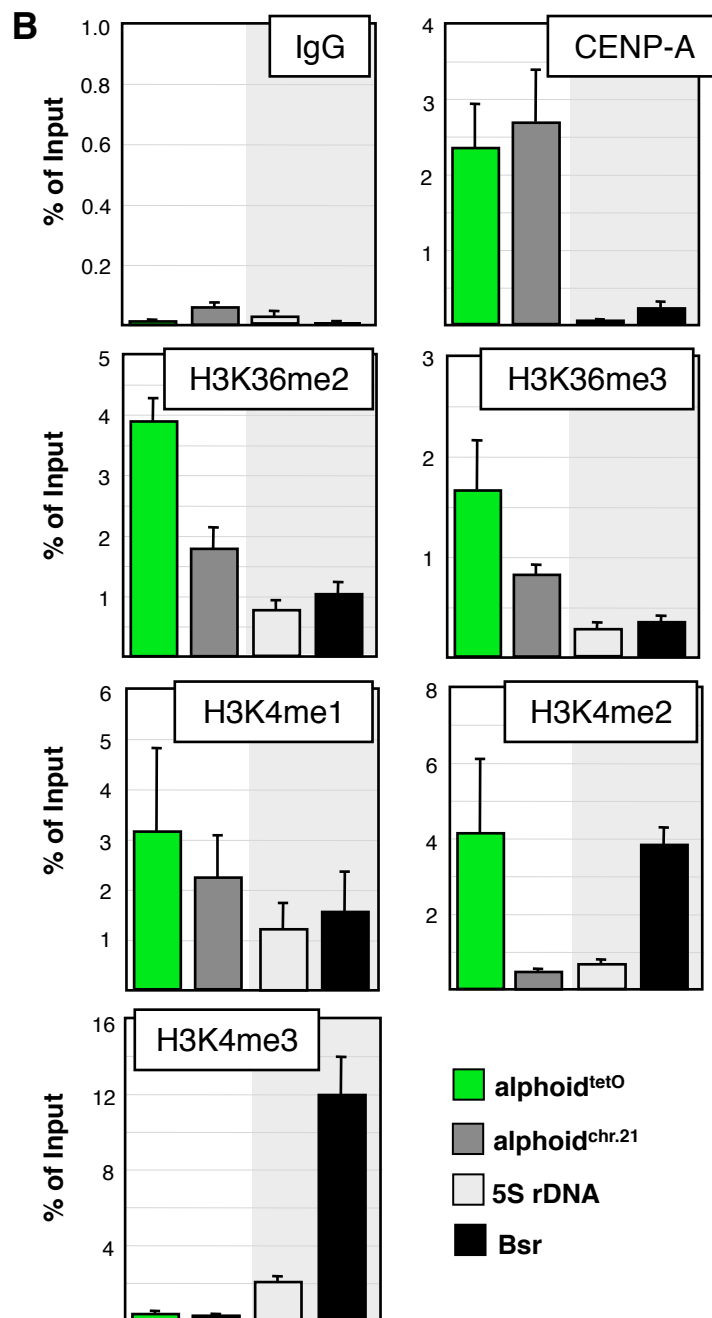 B
IgG
CENP-A
% of Input
1.0
0.8
0.6
0.4
0.2
4
3
2
1
H3K36me2
H3K36me3
% of Input
5
4
3
2
1
3
2
1
H3K4me1
H3K4me2
% of Input
6
5
4
3
2
1
8
6
4
2
H3K4me3
% of Input
16
12
8
4
alphoidtetO
alphoidchr.21
5S rDNA
Bsr